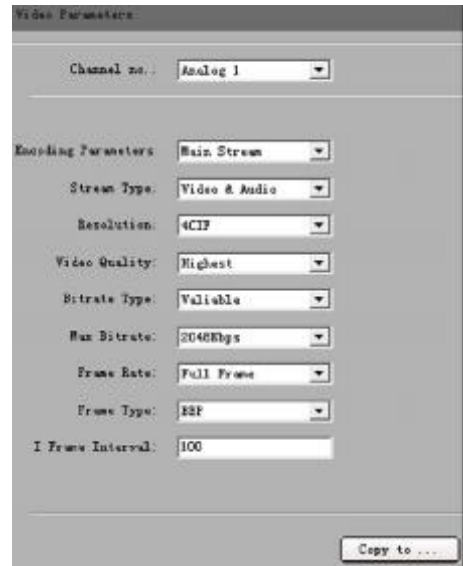 Video Parameters
Channel no.: Analog 1
Encoding Parameters Main Stream
Stream Type: Video & Audio
Resolution: 4CIF
Video Quality: Highest
Bitrate Type: Valiable
Max Bitrate: 2048Kbps
Frame Rate: Full Frame
Frame Type: BBP
I Frame Interval: 100
Copy to ...